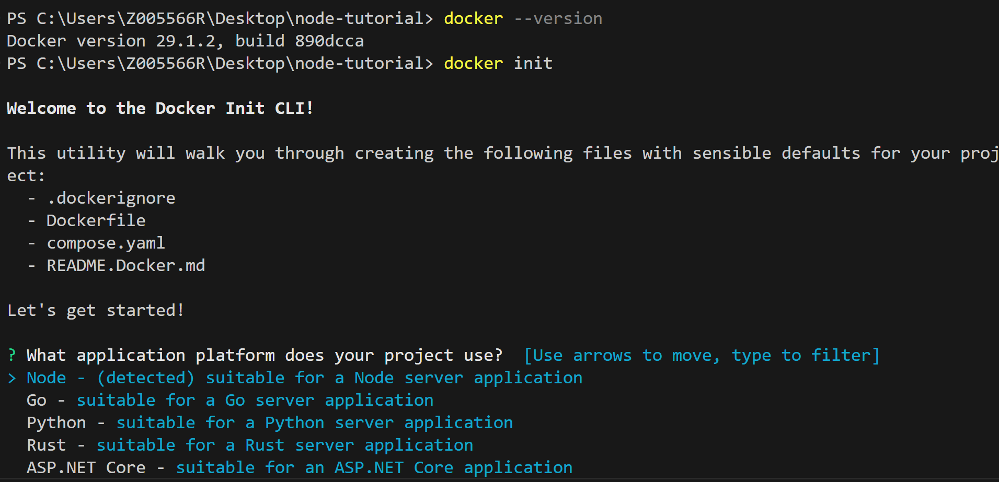 PS C:\Users\Z005566R\Desktop\node-tutorial> docker --version
Docker version 29.1.2, build 890dcca
PS C:\Users\Z005566R\Desktop\node-tutorial> docker init
Welcome to the Docker Init CLI!
This utility will walk you through creating the following files with sensible defaults for your proj
ect:
  - .dockerignore
  - Dockerfile
  - compose.yaml
  - README.Docker.md
Let's get started!
? What application platform does your project use?  [Use arrows to move, type to filter]
> Node - (detected) suitable for a Node server application
  Go - suitable for a Go server application
  Python - suitable for a Python server application
  Rust - suitable for a Rust server application
  ASP.NET Core - suitable for an ASP.NET Core application